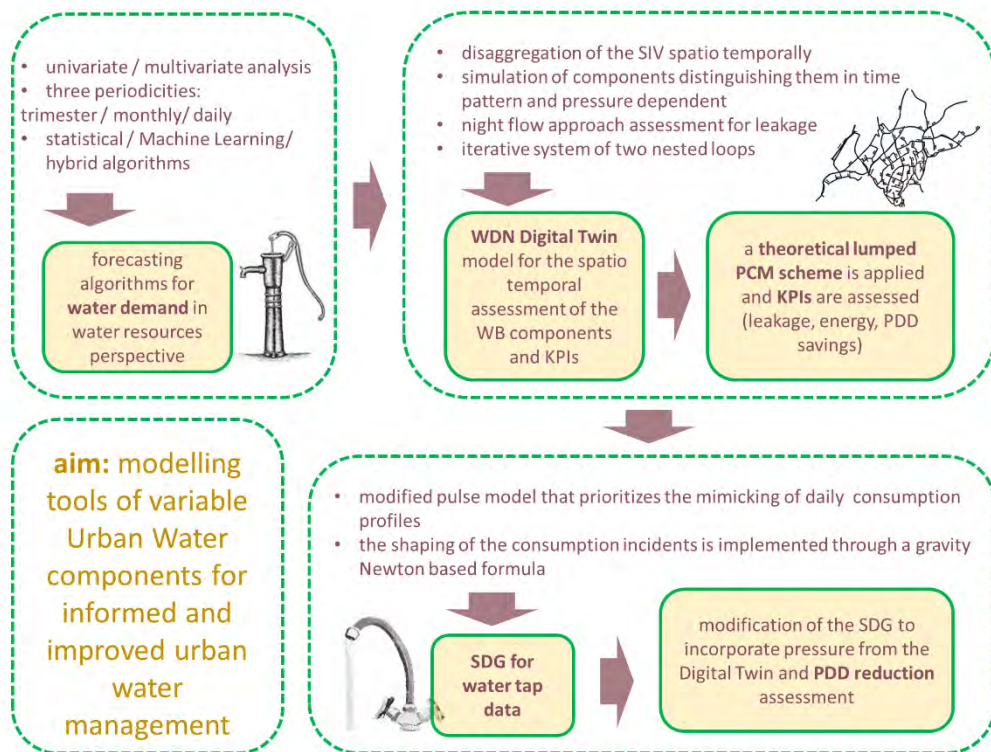 • univariate / multivariate analysis
• three periodicities:
trimester / monthly/ daily
• statistical / Machine Learning/
hybrid algorithms
forecasting
algorithms for
water demand in
water resources
perspective
• disaggregation of the SIV spatio temporally
• simulation of components distinguishing them in time
pattern and pressure dependent
• night flow approach assessment for leakage
• iterative system of two nested loops
WDN Digital Twin
model for the spatio
temporal
assessment of the
WB components
and KPIs
a theoretical lumped
PCM scheme is applied
and KPIs are assessed
(leakage, energy, PDD
savings)
aim: modelling
tools of variable
Urban Water
components for
informed and
improved urban
water
management
• modified pulse model that prioritizes the mimicking of daily consumption
profiles
• the shaping of the consumption incidents is implemented through a gravity
Newton based formula
SDG for
water tap
data
modification of the SDG to
incorporate pressure from the
Digital Twin and PDD reduction
assessment